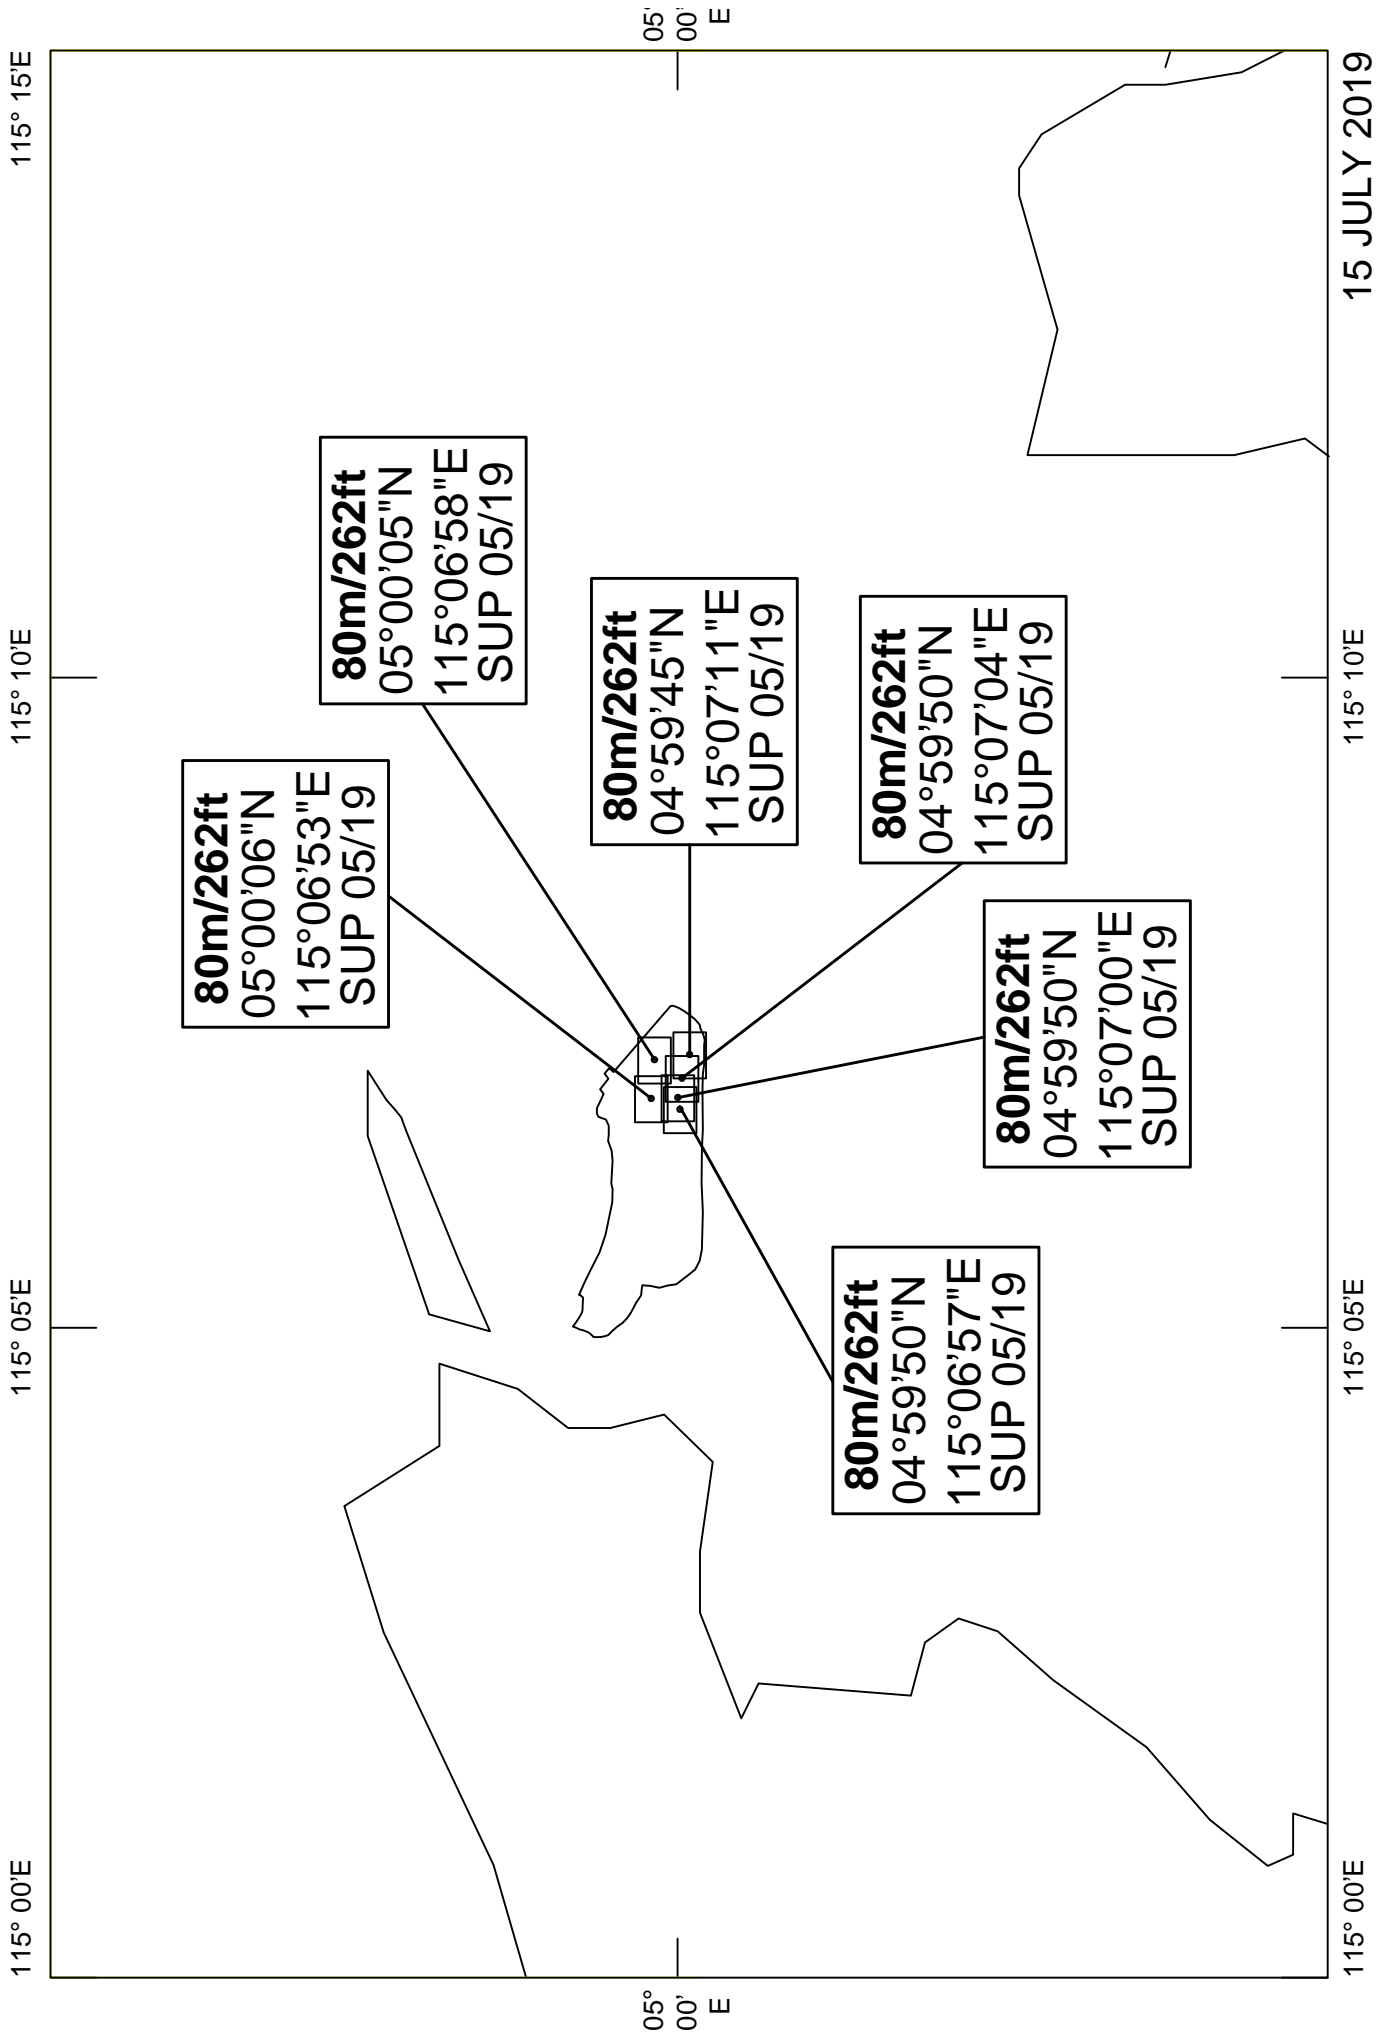 115° 00'E
115° 05'E
115° 10'E
115° 15'E
05°
00'
E
05'
00'
E
80m/262ft
05°00'06"N
115°06'53"E
SUP 05/19
80m/262ft
05°00'05"N
115°06'58"E
SUP 05/19
80m/262ft
04°59'45"N
115°07'11"E
SUP 05/19
80m/262ft
04°59'50"N
115°07'04"E
SUP 05/19
80m/262ft
04°59'50"N
115°07'00"E
SUP 05/19
80m/262ft
04°59'50"N
115°06'57"E
SUP 05/19
115° 00'E
115° 05'E
115° 10'E
15 JULY 2019